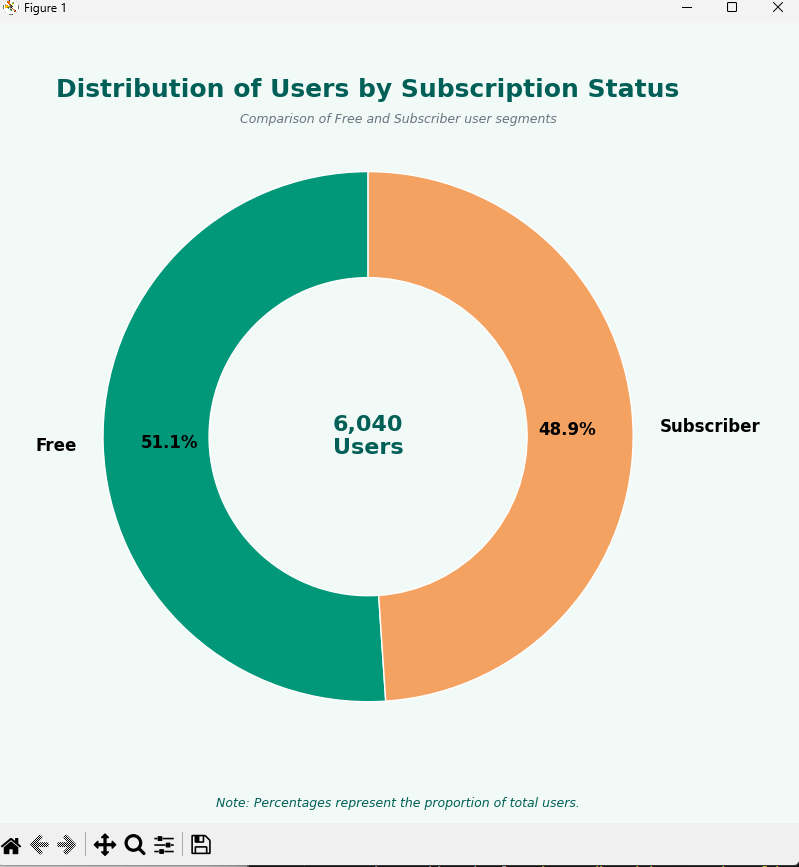 Figure 1
Distribution of Users by Subscription Status
Comparison of Free and Subscriber user segments
Free
51.1%
6,040
Users
48.9%
Subscriber
Note: Percentages represent the proportion of total users.